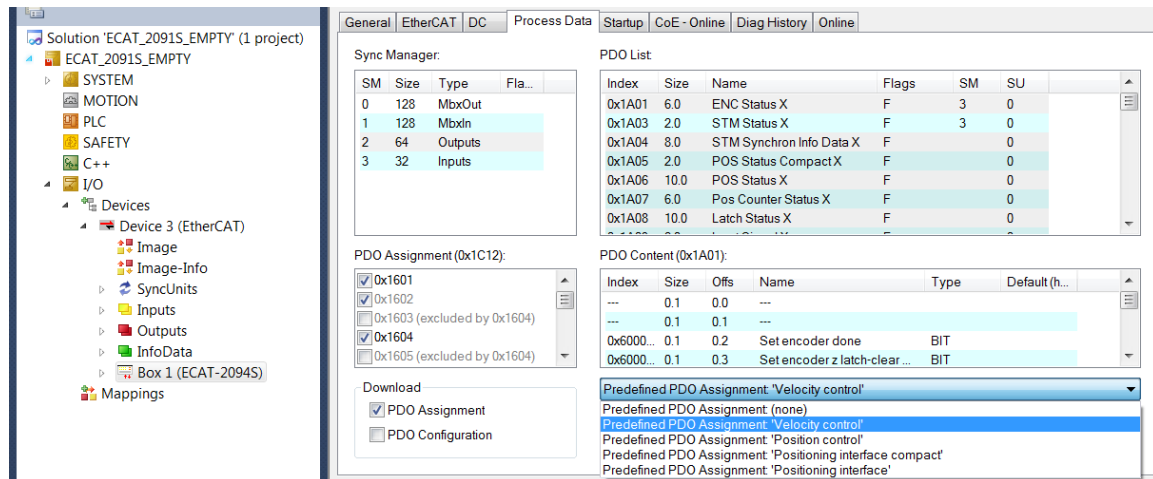 Solution 'ECAT_2091S_EMPTY' (1 project)
ECAT_2091S_EMPTY
SYSTEM
MOTION
PLC
SAFETY
C++
I/O
Devices
Device 3 (EtherCAT)
Image
Image-Info
SyncUnits
Inputs
Outputs
InfoData
Box 1 (ECAT-2094S)
Mappings
General EtherCAT DC Process Data Startup CoE - Online Diag History Online
Sync Manager:
SM Size Type Fla...
0 128 MbxOut
1 128 MbxIn
2 64 Outputs
3 32 Inputs
PDO List:
Index Size Name Flags SM SU
0x1A01 6.0 ENC Status X F 3 0
0x1A03 2.0 STM Status X F 3 0
0x1A04 8.0 STM Synchron Info Data X F 0
0x1A05 2.0 POS Status Compact X F 0
0x1A06 10.0 POS Status X F 0
0x1A07 6.0 Pos Counter Status X F 0
0x1A08 10.0 Latch Status X F 0
PDO Assignment (0x1C12):
0x1601
0x1602
0x1603 (excluded by 0x1604)
0x1604
0x1605 (excluded by 0x1604)
PDO Content (0x1A01):
Index Size Offs Name Type Default (h...
--- 0.1 0.0 ---
--- 0.1 0.1 ---
0x6000... 0.1 0.2 Set encoder done BIT
0x6000... 0.1 0.3 Set encoder z latch-clear ... BIT
Download
PDO Assignment
PDO Configuration
Predefined PDO Assignment: 'Velocity control'
Predefined PDO Assignment: (none)
Predefined PDO Assignment: 'Velocity control'
Predefined PDO Assignment: 'Position control'
Predefined PDO Assignment: 'Positioning interface compact'
Predefined PDO Assignment: 'Positioning interface'